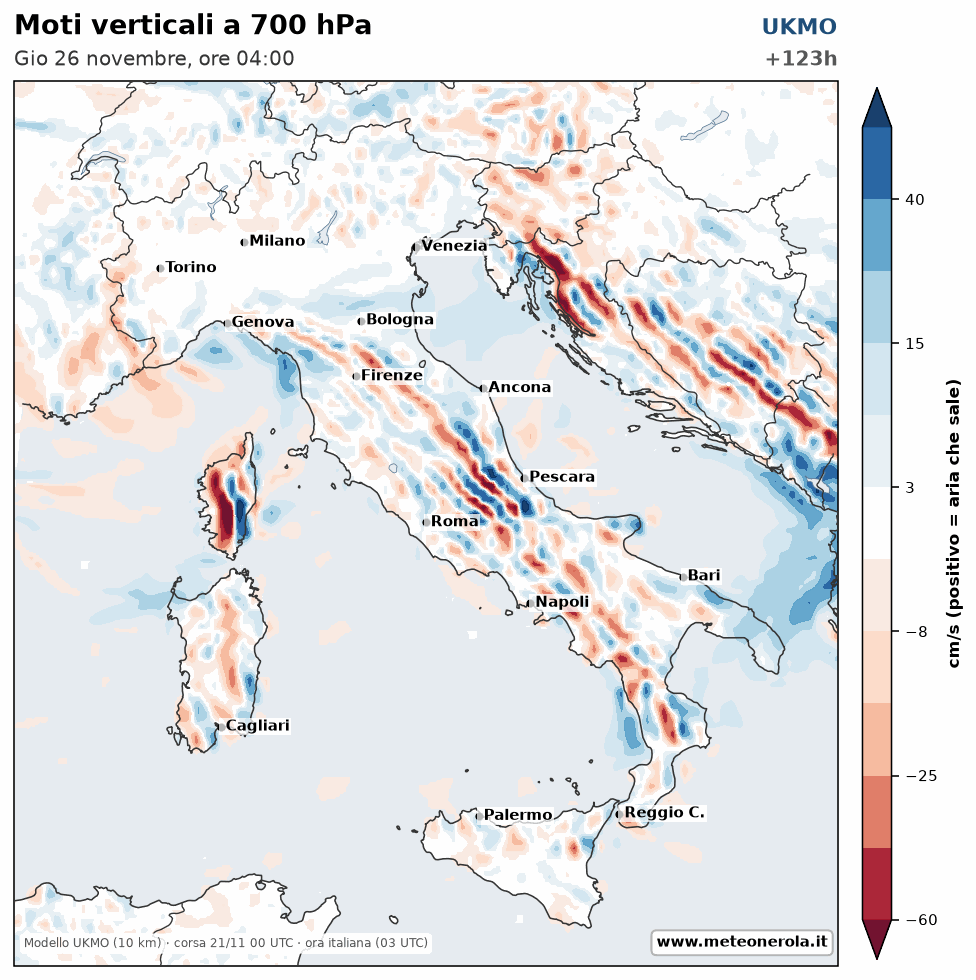 Moti verticali a 700 hPa
UKMO
Gio 26 novembre, ore 04:00
+123h
Milano
Venezia
Torino
Genova
Bologna
Firenze
Ancona
Pescara
Roma
Bari
Napoli
Cagliari
Palermo
Reggio C.
40
15
3
−8
−25
−60
cm/s (positivo = aria che sale)
Modello UKMO (10 km) · corsa 21/11 00 UTC · ora italiana (03 UTC)
www.meteonerola.it